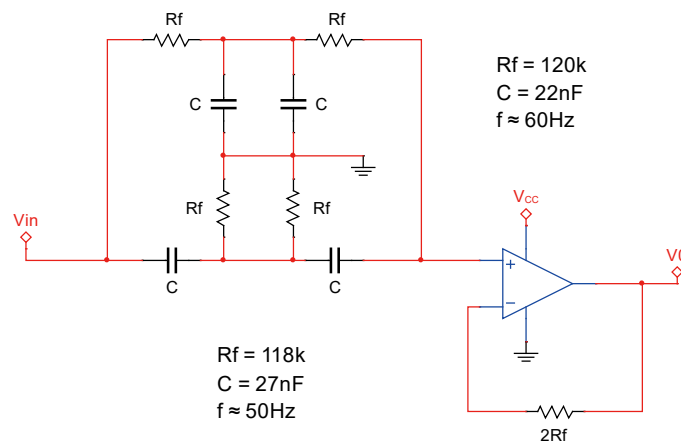 Rf
Rf
Rf = 120k
C = 22nF
f ≈ 60Hz
C
C
Rf
Rf
Vin
VCC
C
C
+
−
Rf = 118k
C = 27nF
f ≈ 50Hz
2Rf